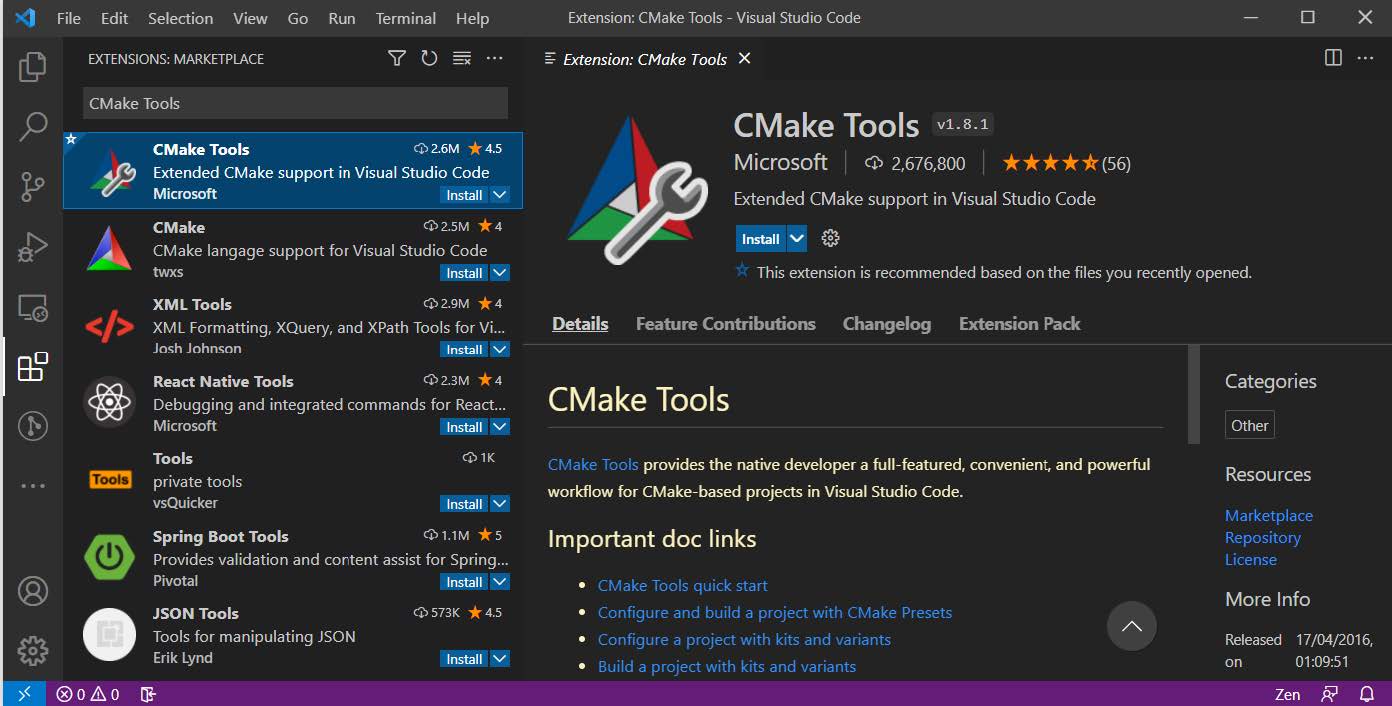 File Edit Selection View Go Run Terminal Help
Extension: CMake Tools - Visual Studio Code
EXTENSIONS: MARKETPLACE
CMake Tools
CMake Tools 2.6M 4.5
Extended CMake support in Visual Studio Code
Microsoft Install
CMake 2.5M 4
CMake langage support for Visual Studio Code
twxs Install
XML Tools 2.9M 4
XML Formatting, XQuery, and XPath Tools for Vi...
Josh Johnson Install
React Native Tools 2.3M 4
Debugging and integrated commands for React...
Microsoft Install
Tools
Tools 1K
private tools
vsQuicker Install
Spring Boot Tools 1.1M 5
Provides validation and content assist for Spring...
Pivotal Install
JSON Tools 573K 4.5
Tools for manipulating JSON
Erik Lynd Install
Extension: CMake Tools
CMake Tools v1.8.1
Microsoft 2,676,800 (56)
Extended CMake support in Visual Studio Code
Install
This extension is recommended based on the files you recently opened.
Details Feature Contributions Changelog Extension Pack
CMake Tools
CMake Tools provides the native developer a full-featured, convenient, and powerful
workflow for CMake-based projects in Visual Studio Code.
Important doc links
• CMake Tools quick start
• Configure and build a project with CMake Presets
• Configure a project with kits and variants
• Build a project with kits and variants
Categories
Other
Resources
Marketplace
Repository
License
More Info
Released 17/04/2016,
on 01:09:51
0 0
Zen